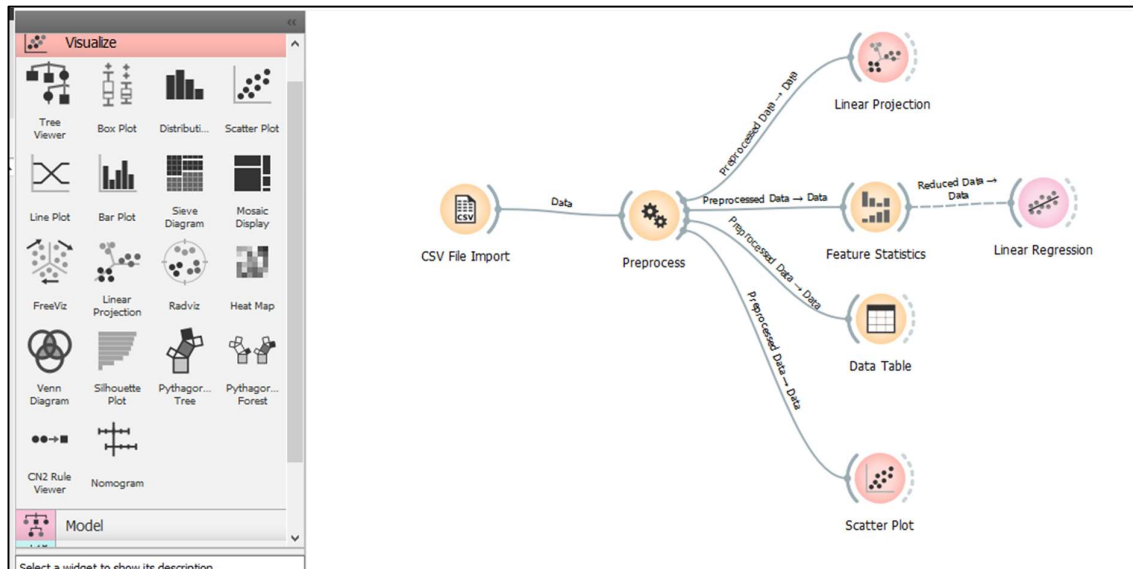 Visualize
Tree
Viewer
Box Plot
Distributi...
Scatter Plot
Line Plot
Bar Plot
Sieve
Diagram
Mosaic
Display
FreeViz
Linear
Projection
Radviz
Heat Map
Venn
Diagram
Silhouette
Plot
Pythagor...
Tree
Pythagor...
Forest
CN2 Rule
Viewer
Nomogram
Model
Select a widget to show its description.
CSV
CSV File Import
Data
Preprocess
Preprocessed Data → Data
Linear Projection
Preprocessed Data → Data
Feature Statistics
Reduced Data →
Data
Linear Regression
Preprocessed Data → Data
Data Table
Preprocessed Data → Data
Scatter Plot